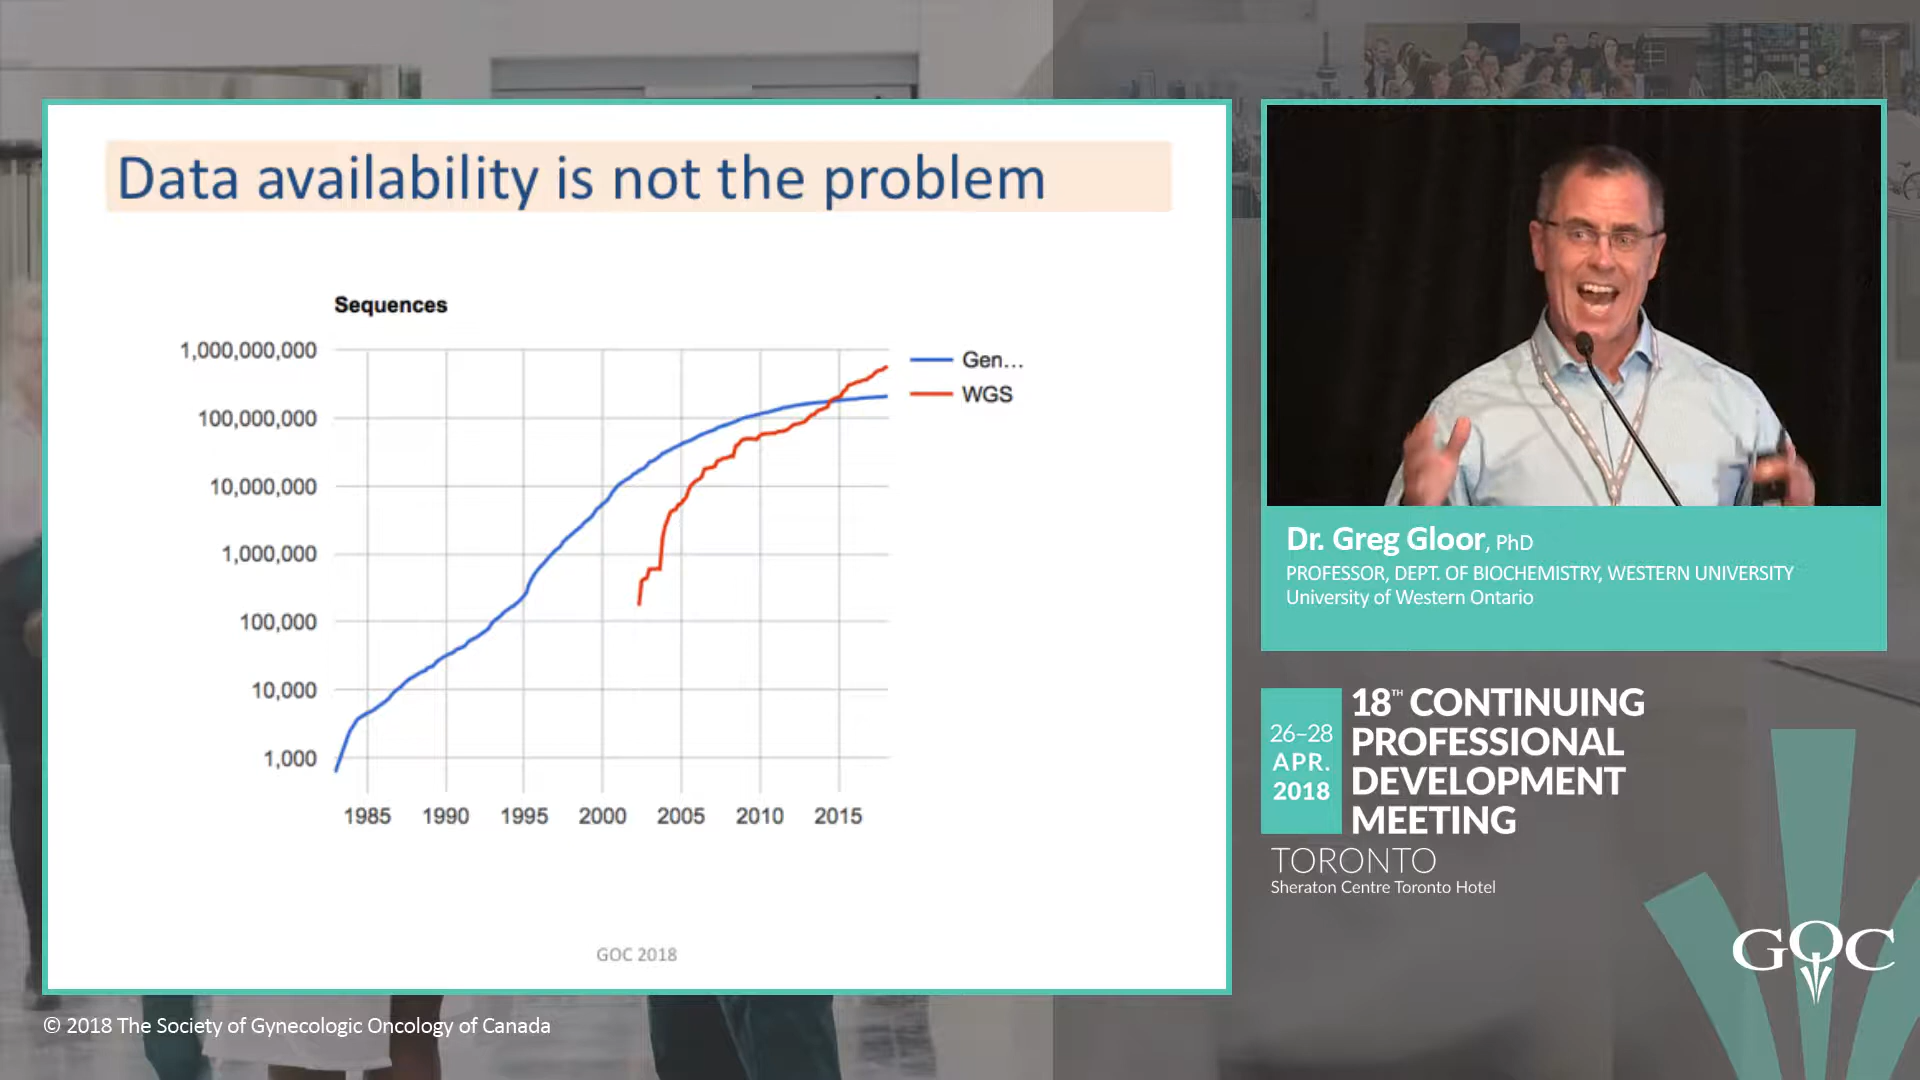 Data availability is not the problem
Sequences
1,000,000,000
100,000,000
10,000,000
1,000,000
100,000
10,000
1,000
1985 1990 1995 2000 2005 2010 2015
Gen...
WGS
GOC 2018
Dr. Greg Gloor, PhD
PROFESSOR, DEPT. OF BIOCHEMISTRY, WESTERN UNIVERSITY
University of Western Ontario
26–28
APR.
2018
18TH CONTINUING
PROFESSIONAL
DEVELOPMENT
MEETING
TORONTO
Sheraton Centre Toronto Hotel
GOC
© 2018 The Society of Gynecologic Oncology of Canada